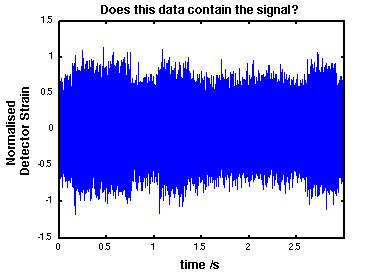 Does this data contain the signal?
1.5
1
0.5
0
-0.5
-1
-1.5
Normalised
Detector Strain
0 0.5 1 1.5 2 2.5
time /s